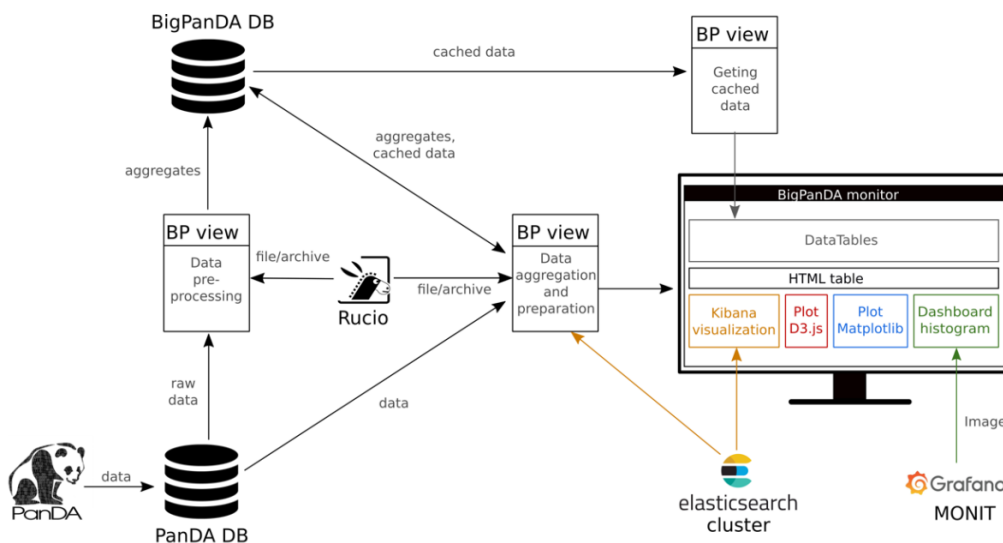 BigPanDA DB
cached data
BP view
Geting
cached
data
aggregates,
cached data
aggregates
BigPanDA monitor
DataTables
HTML table
Kibana
visualization
Plot
D3.js
Plot
Matplotlib
Dashboard
histogram
BP view
Data
pre-
processing
file/archive
Rucio
file/archive
BP view
Data
aggregation
and
preparation
raw
data
data
Image
PanDA
data
PanDA DB
elasticsearch
cluster
Grafana
MONIT